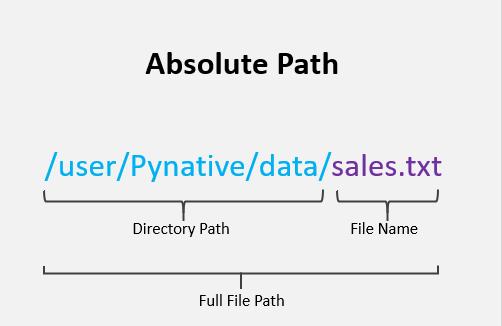 Absolute Path
/user/Pynative/data/sales.txt
Directory Path
File Name
Full File Path